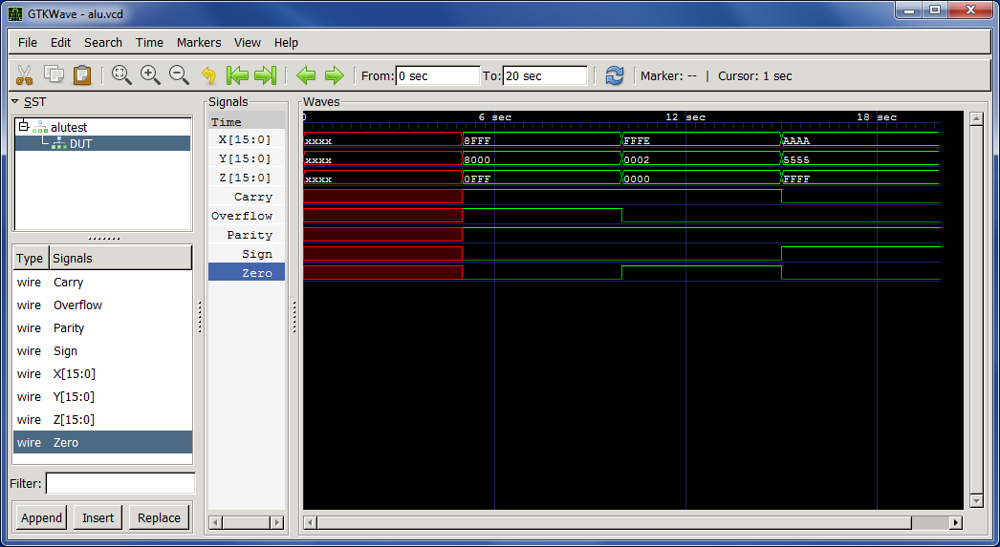 GTKWave - alu.vcd
File Edit Search Time Markers View Help
From: 0 sec To: 20 sec Marker: -- | Cursor: 1 sec
SST
alutest
DUT
Type Signals
wire Carry
wire Overflow
wire Parity
wire Sign
wire X[15:0]
wire Y[15:0]
wire Z[15:0]
wire Zero
Filter:
Append Insert Replace
Signals
Time
X[15:0]
Y[15:0]
Z[15:0]
Carry
Overflow
Parity
Sign
Zero
Waves
0 6 sec 12 sec 18 sec
xxxx 8FFF FFFE AAAA
xxxx 8000 0002 5555
xxxx 0FFF 0000 FFFF